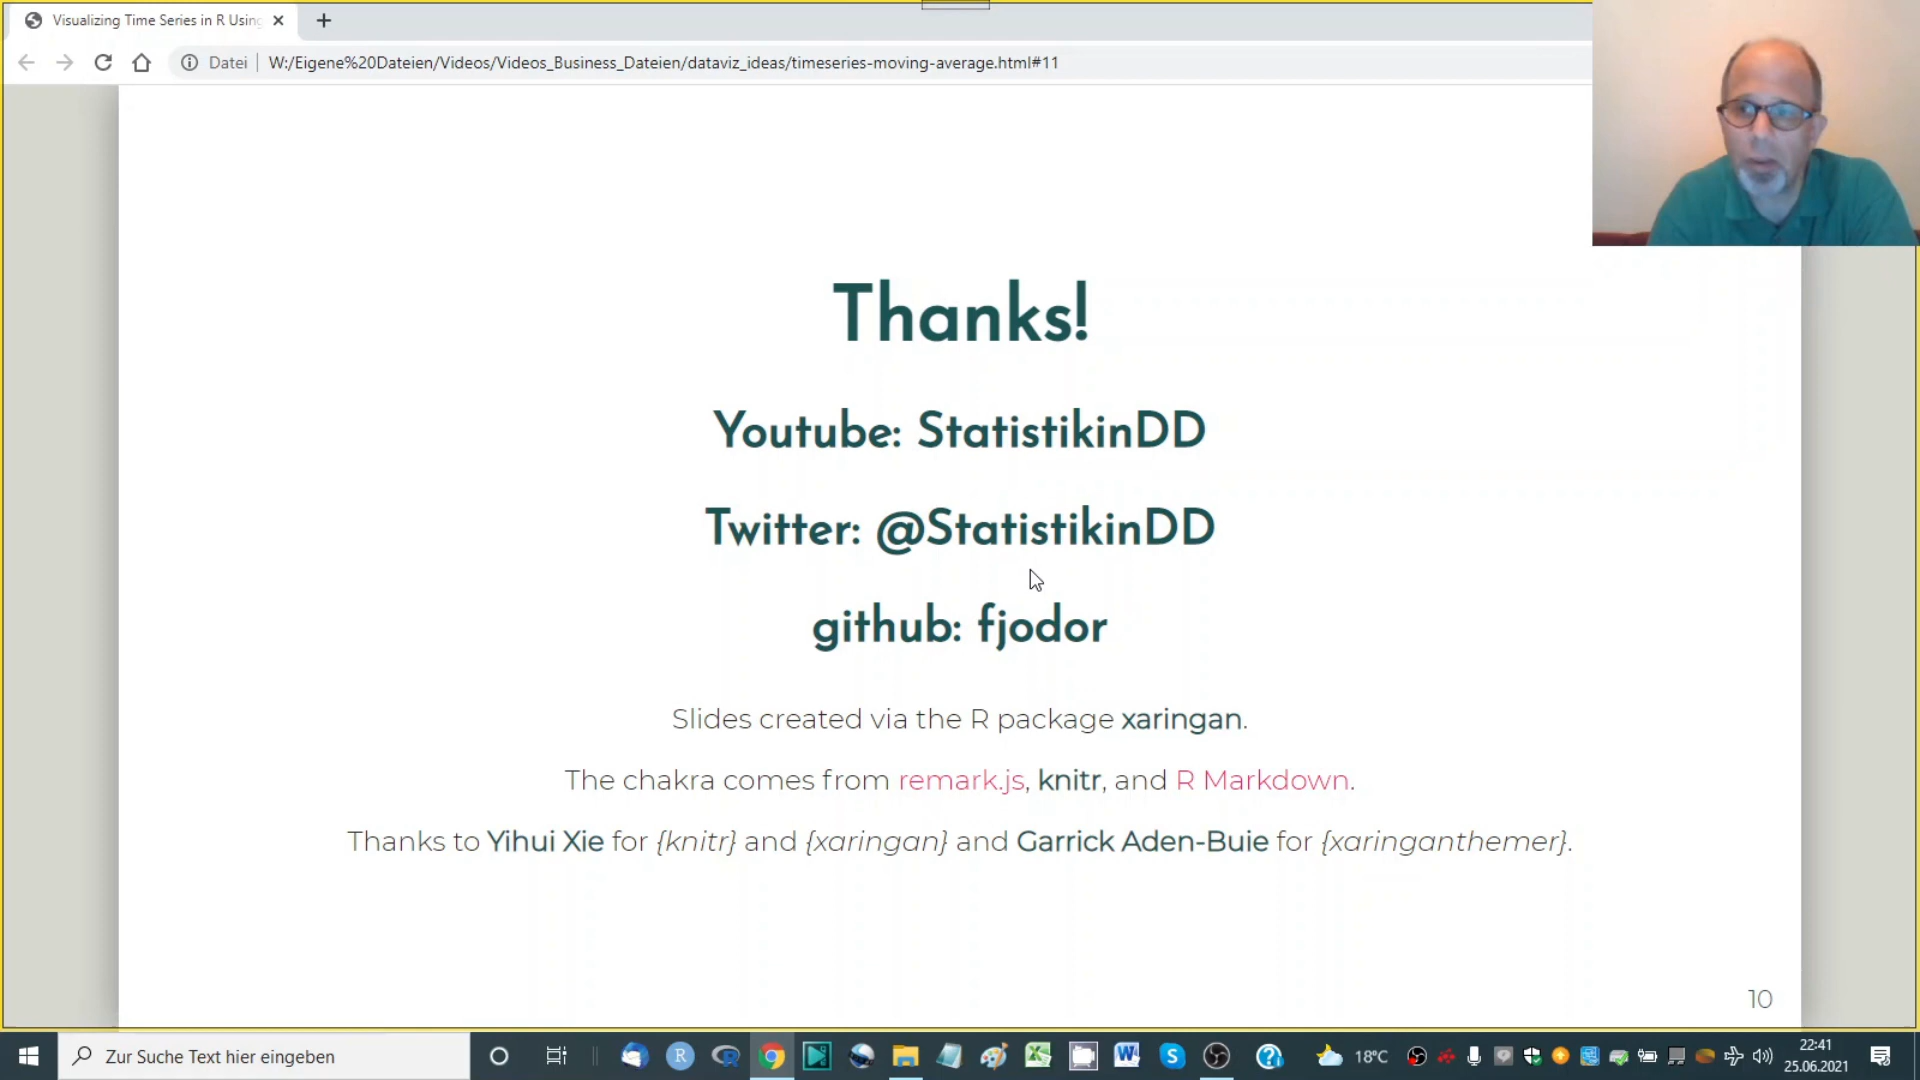 Visualizing Time Series in R Using
Datei
W:/Eigene%20Dateien/Videos/Videos_Business_Dateien/dataviz_ideas/timeseries-moving-average.html#11
Thanks!
Youtube: StatistikinDD
Twitter: @StatistikinDD
github: fjodor
Slides created via the R package xaringan.
The chakra comes from remark.js, knitr, and R Markdown.
Thanks to Yihui Xie for {knitr} and {xaringan} and Garrick Aden-Buie for {xaringanthemer}.
10
Zur Suche Text hier eingeben
18°C
22:41
25.06.2021